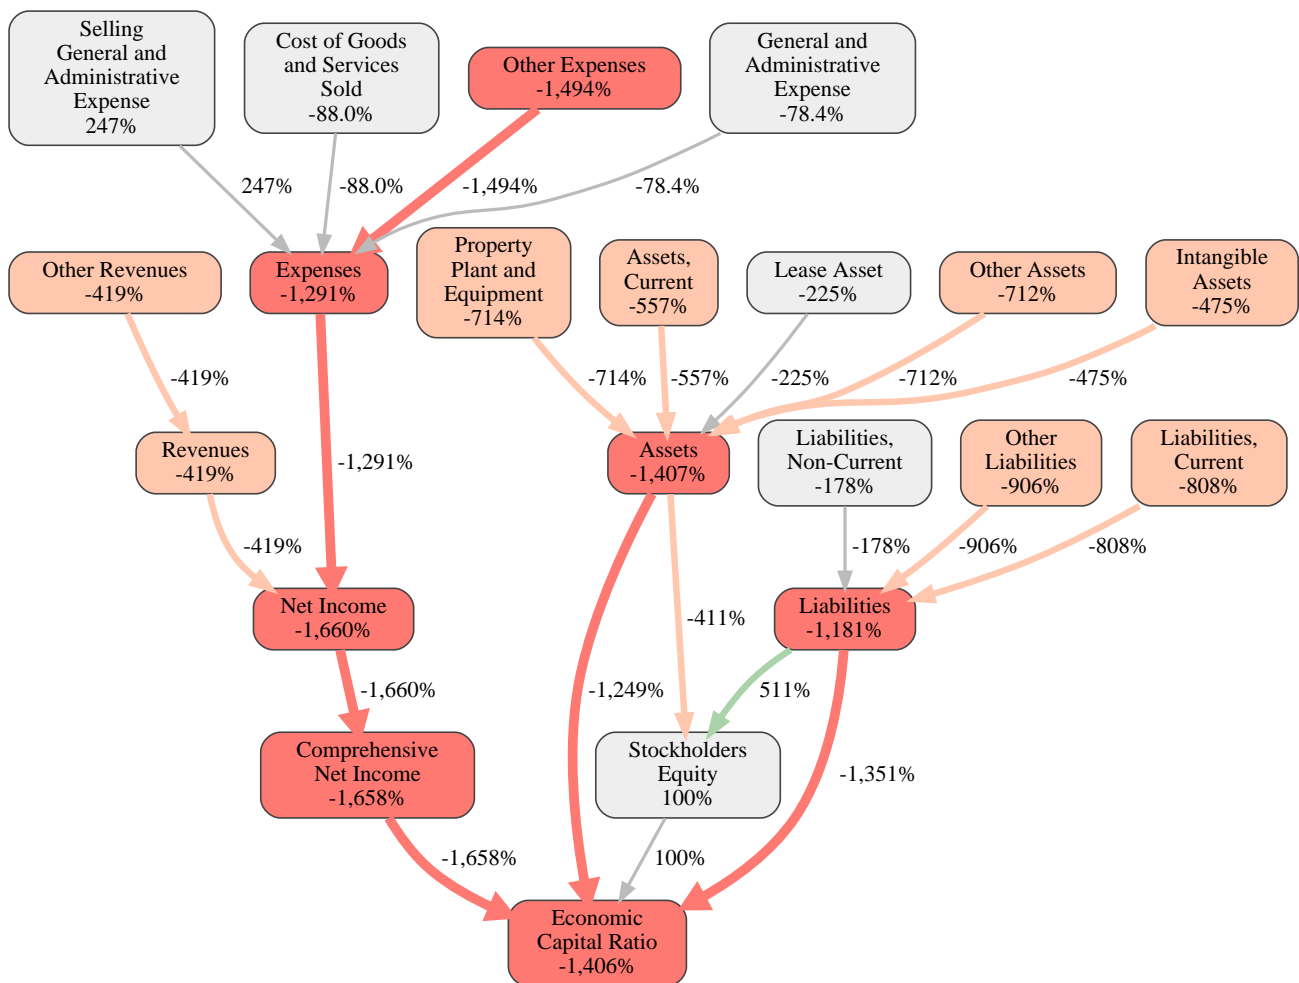 Selling
General and
Administrative
Expense
247%
Cost of Goods
and Services
Sold
-88.0%
Other Expenses
-1,494%
General and
Administrative
Expense
-78.4%
247%
-88.0%
-1,494%
-78.4%
Other Revenues
-419%
Expenses
-1,291%
Property
Plant and
Equipment
-714%
Assets,
Current
-557%
Lease Asset
-225%
Other Assets
-712%
Intangible
Assets
-475%
-419%
-714%
-557%
-225%
-712%
-475%
Revenues
-419%
-1,291%
Assets
-1,407%
Liabilities,
Non-Current
-178%
Other
Liabilities
-906%
Liabilities,
Current
-808%
-419%
-178%
-906%
-808%
Net Income
-1,660%
-411%
Liabilities
-1,181%
-1,660%
-1,249%
511%
Comprehensive
Net Income
-1,658%
Stockholders
Equity
100%
-1,351%
-1,658%
100%
Economic
Capital Ratio
-1,406%